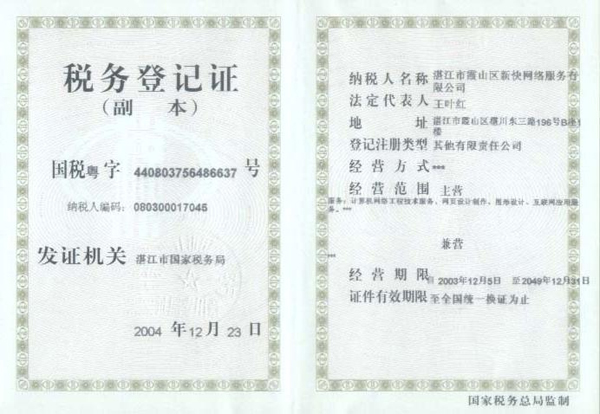 税务登记证
（副 本）
国税粤字 440803756486637 号
纳税人编码：080300017045
发证机关 湛江市国家税务局
2004 年 12 月 23 日
纳税人名称 湛江市霞山区新快网络服务有
限公司
法定代表人 王叶红
地 址 湛江市霞山区椹川东三路196号B座1
楼
登记注册类型 其他有限责任公司
经营方式 ***
经营范围 主营
服务：计算机网络工程技术服务、网页设计制作、图形设计、互联网应用服
务。***
兼营
***
经营期限 自 2003年12月5日 至2049年12月31日
证件有效期限 至全国统一换证为止
国家税务总局监制